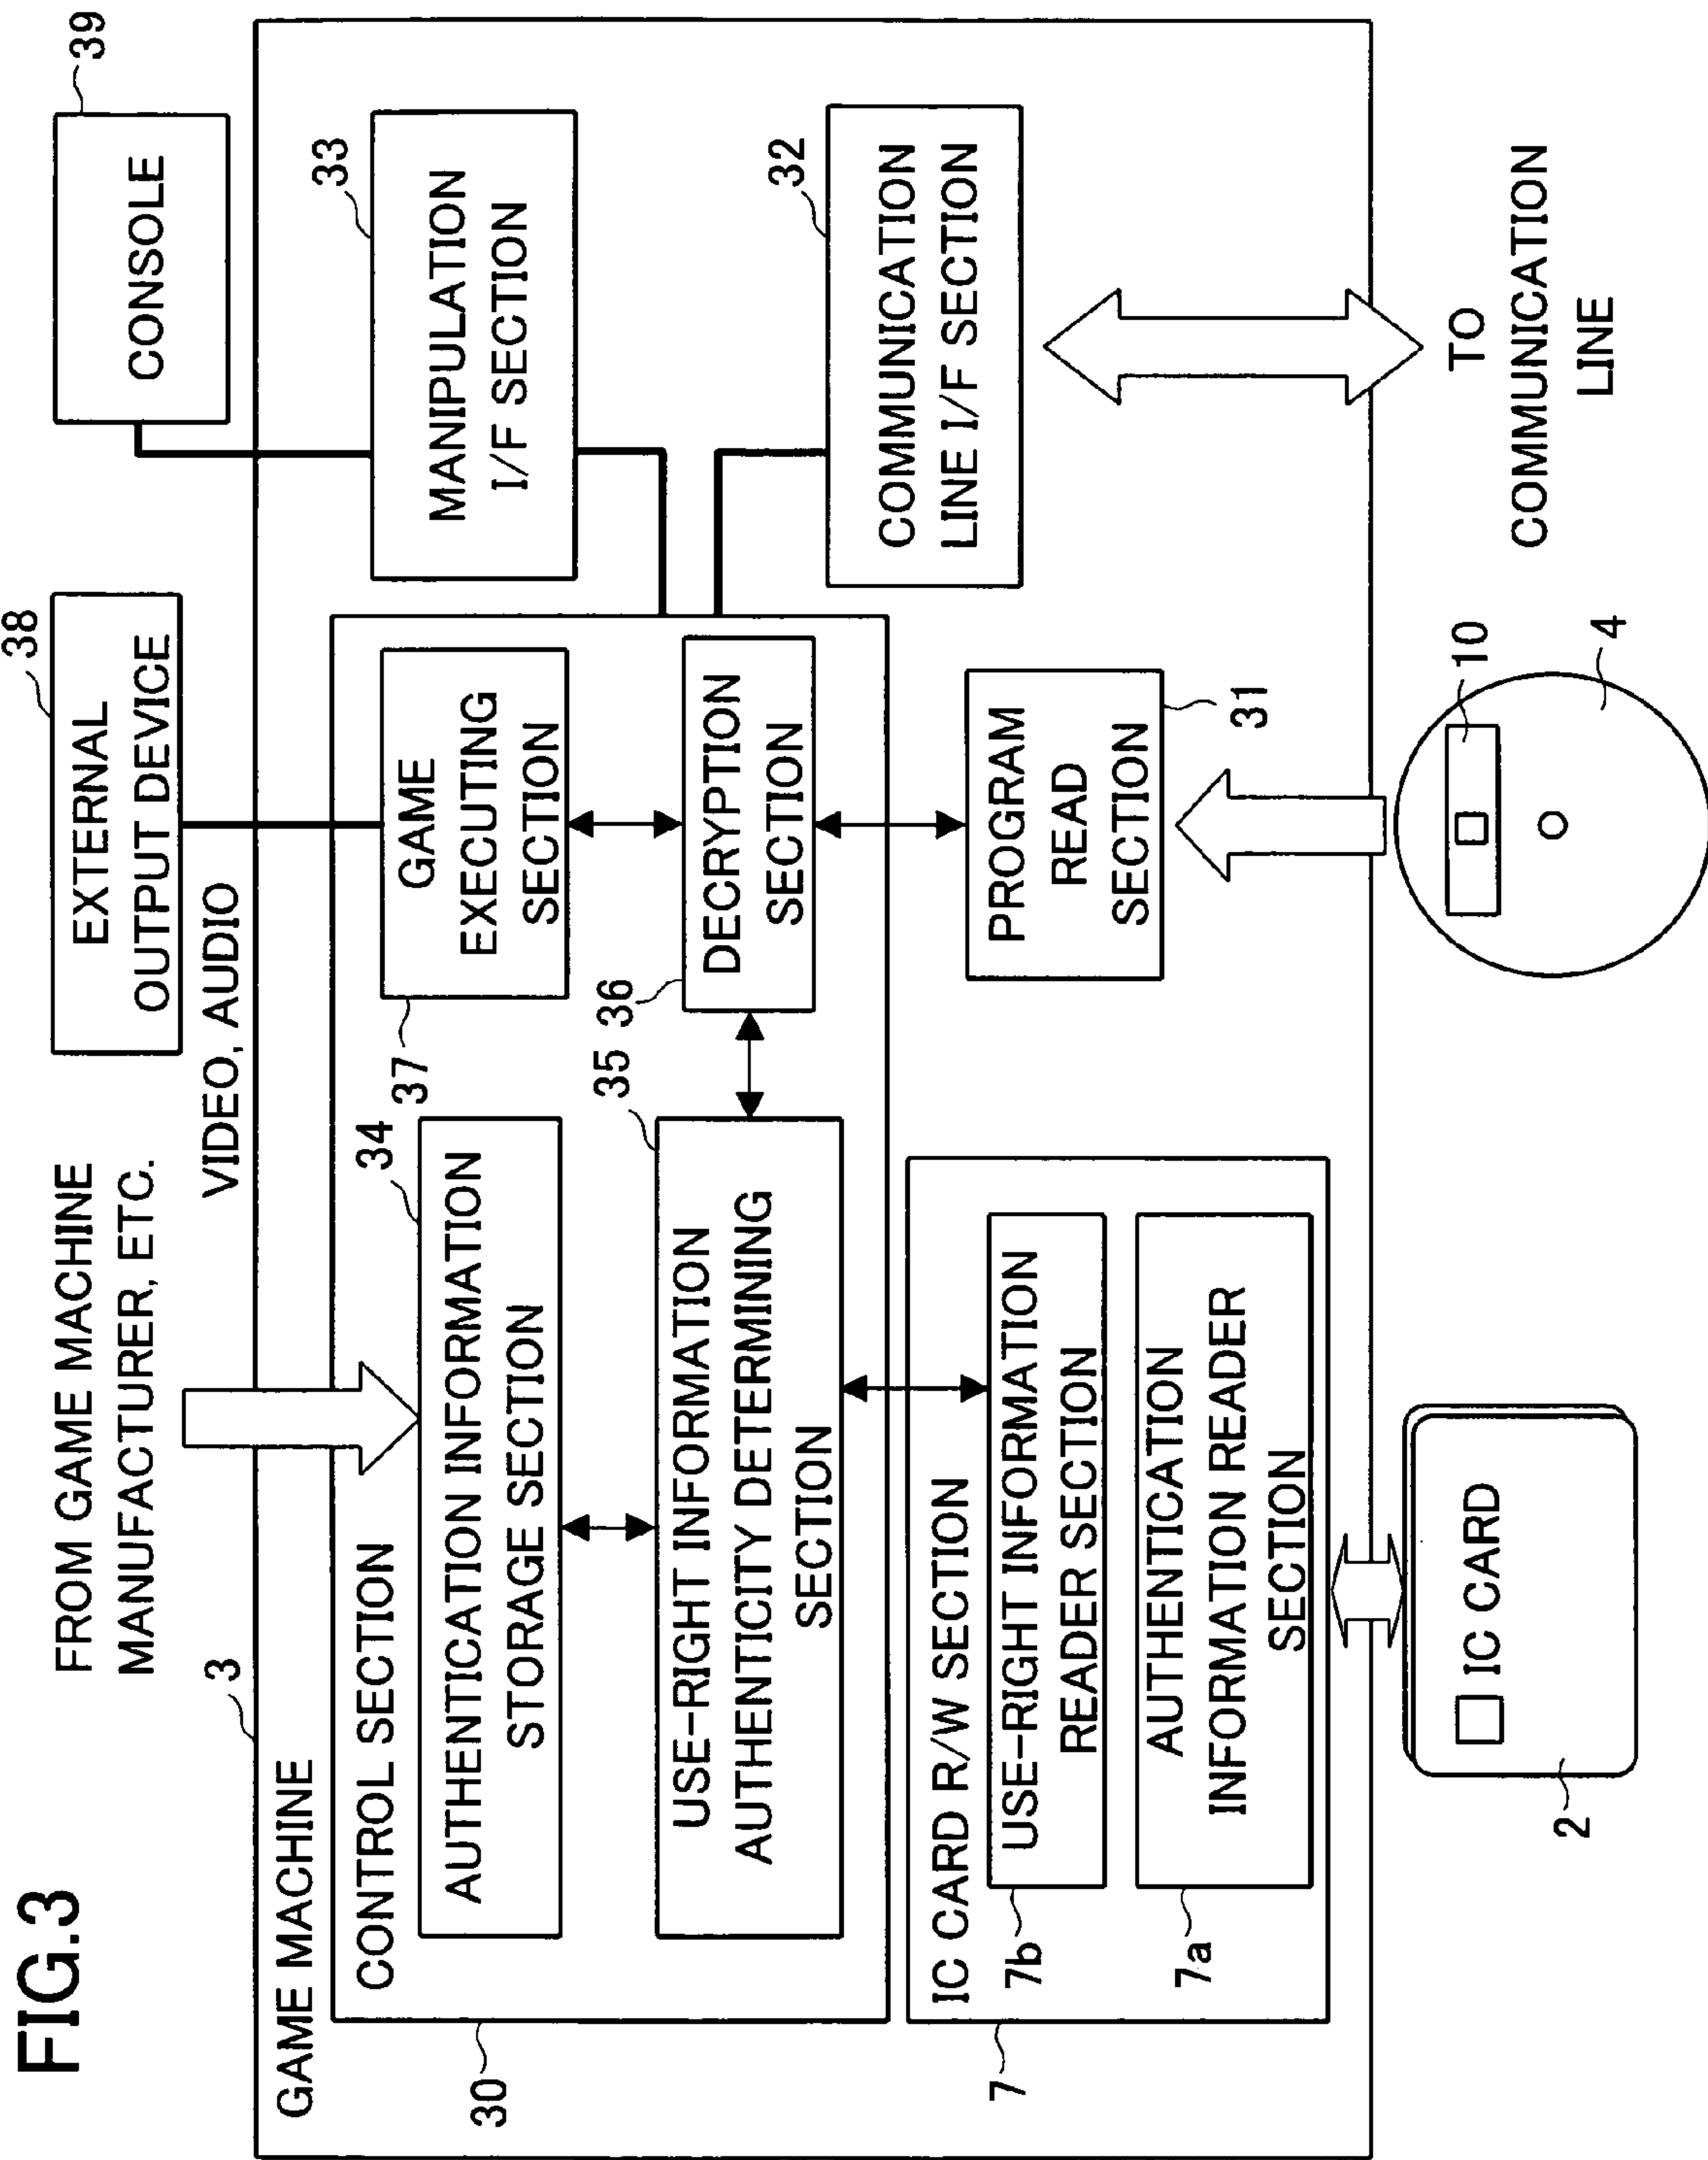 FIG.3
FROM GAME MACHINE
MANUFACTURER, ETC.
38
EXTERNAL
OUTPUT DEVICE
VIDEO, AUDIO
39
CONSOLE
3
GAME MACHINE
30
CONTROL SECTION
34
AUTHENTICATION INFORMATION
STORAGE SECTION
35
USE-RIGHT INFORMATION
AUTHENTICITY DETERMINING
SECTION
37
GAME
EXECUTING
SECTION
36
DECRYPTION
SECTION
33
MANIPULATION
I/F SECTION
32
COMMUNICATION
LINE I/F SECTION
7
IC CARD R/W SECTION
7b
USE-RIGHT INFORMATION
READER SECTION
7a
AUTHENTICATION
INFORMATION READER
SECTION
PROGRAM
READ
SECTION
31
2
IC CARD
10
4
TO
COMMUNICATION
LINE